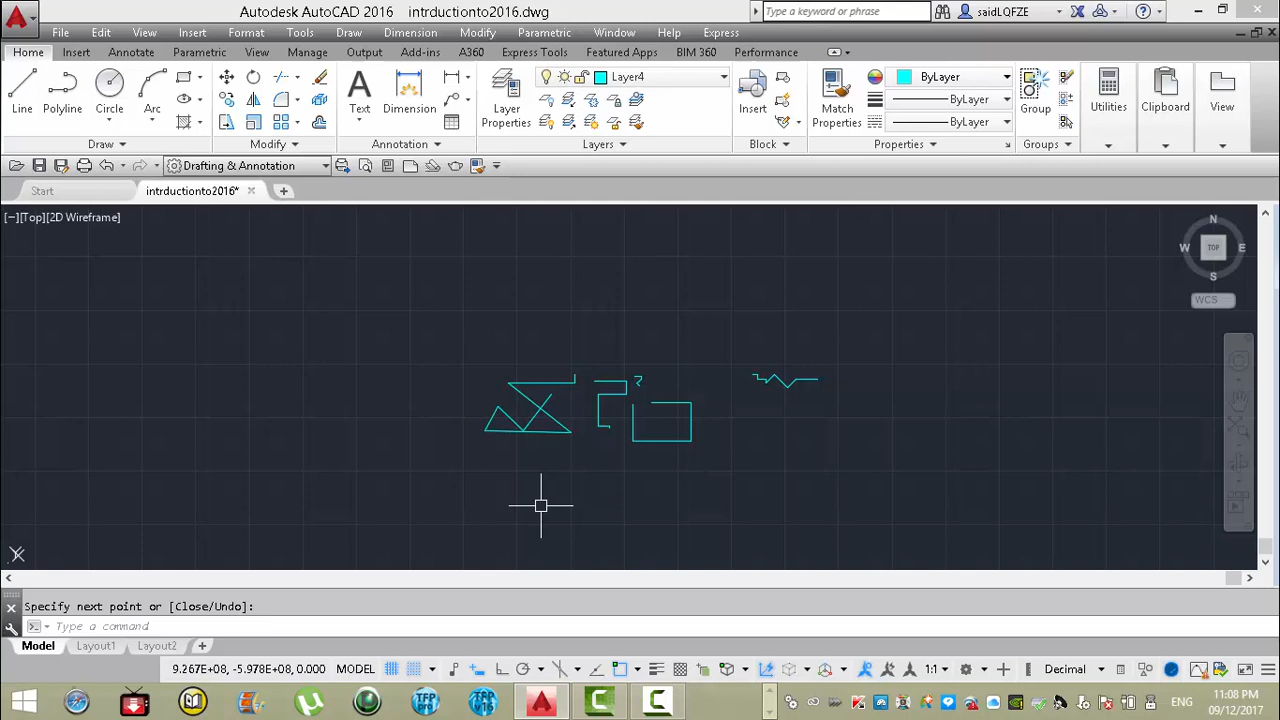 Autodesk AutoCAD 2016 intrductionto2016.dwg
Type a keyword or phrase
saidLQFZE
File Edit View Insert Format Tools Draw Dimension Modify Parametric Window Help Express
Home Insert Annotate Parametric View Manage Output Add-ins A360 Express Tools Featured Apps BIM 360 Performance
Layer4
ByLayer
Line Polyline Circle Arc
Text Dimension
Layer
Properties
Insert
Match
Properties
ByLayer
ByLayer
Group
Utilities Clipboard View
Draw Modify Annotation Layers Block Properties Groups
Drafting & Annotation
Start intrductionto2016*
[−][Top][2D Wireframe]
N
W TOP E
S
WCS
Specify next point or [Close/Undo]:
Type a command
Model Layout1 Layout2
9.267E+08, -5.978E+08, 0.000 MODEL 1:1 Decimal
TFP pro
TFP v16
ENG
11:08 PM
09/12/2017